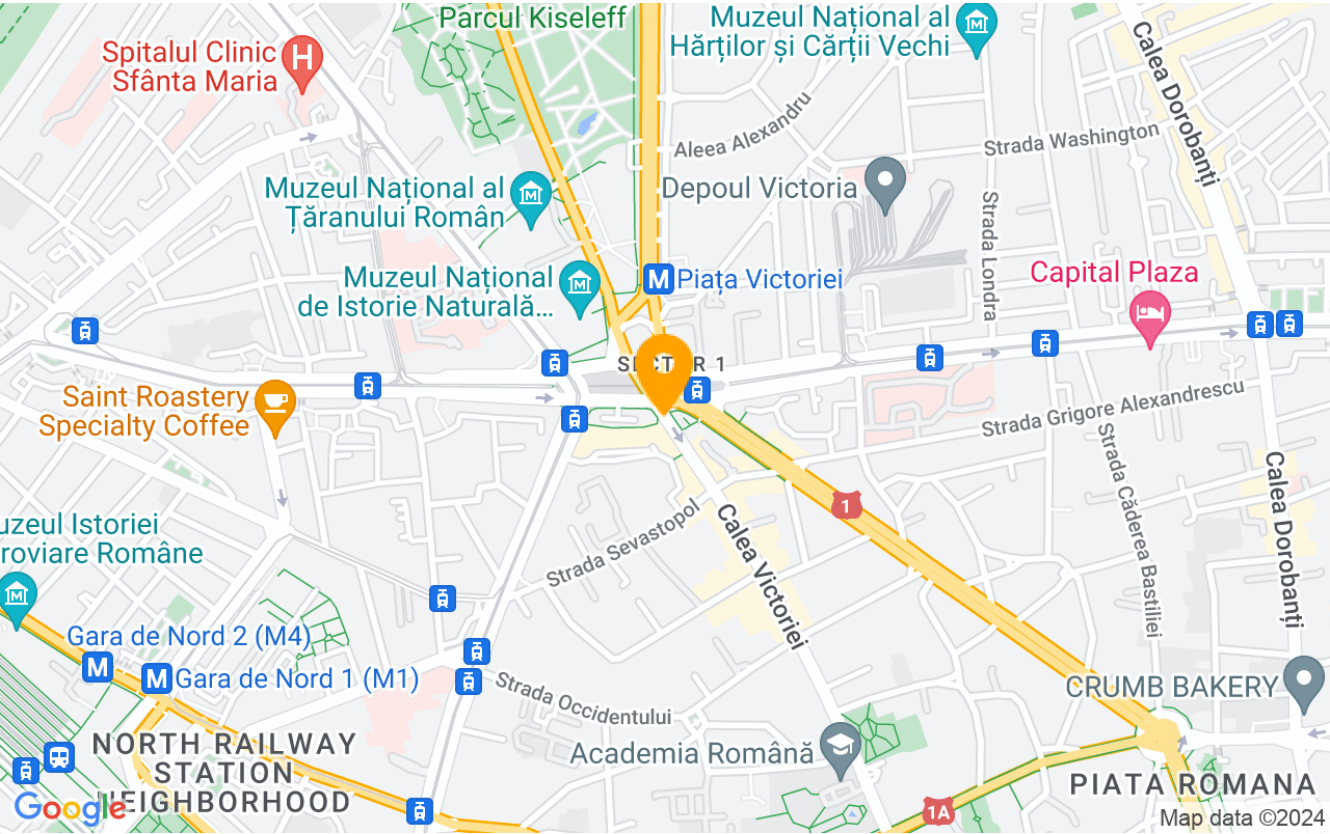 Parcul Kiseleff
Muzeul Național al
Hărților și Cărții Vechi
Calea Dorobanți
Spitalul Clinic
Sfânta Maria
H
Aleea Alexandru
Strada Washington
Muzeul Național al
Țăranului Român
Depoul Victoria
Strada Londra
Muzeul Național
de Istorie Naturală...
M Piața Victoriei
Capital Plaza
SECTOR 1
Saint Roastery
Specialty Coffee
Strada Grigore Alexandrescu
Strada Căderea Bastiliei
Calea Dorobanți
1
Strada Sevastopol
Calea Victoriei
uzeul Istoriei
roviare Române
Gara de Nord 2 (M4)
M
M Gara de Nord 1 (M1)
Strada Occidentului
CRUMB BAKERY
Academia Română
NORTH RAILWAY
STATION
NEIGHBORHOOD
PIATA ROMANA
1A
Google
Map data ©2024